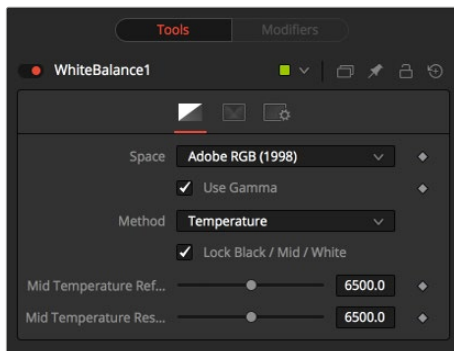 Tools Modifiers
WhiteBalance1
Space Adobe RGB (1998)
Use Gamma
Method Temperature
Lock Black / Mid / White
Mid Temperature Ref... 6500.0
Mid Temperature Res... 6500.0